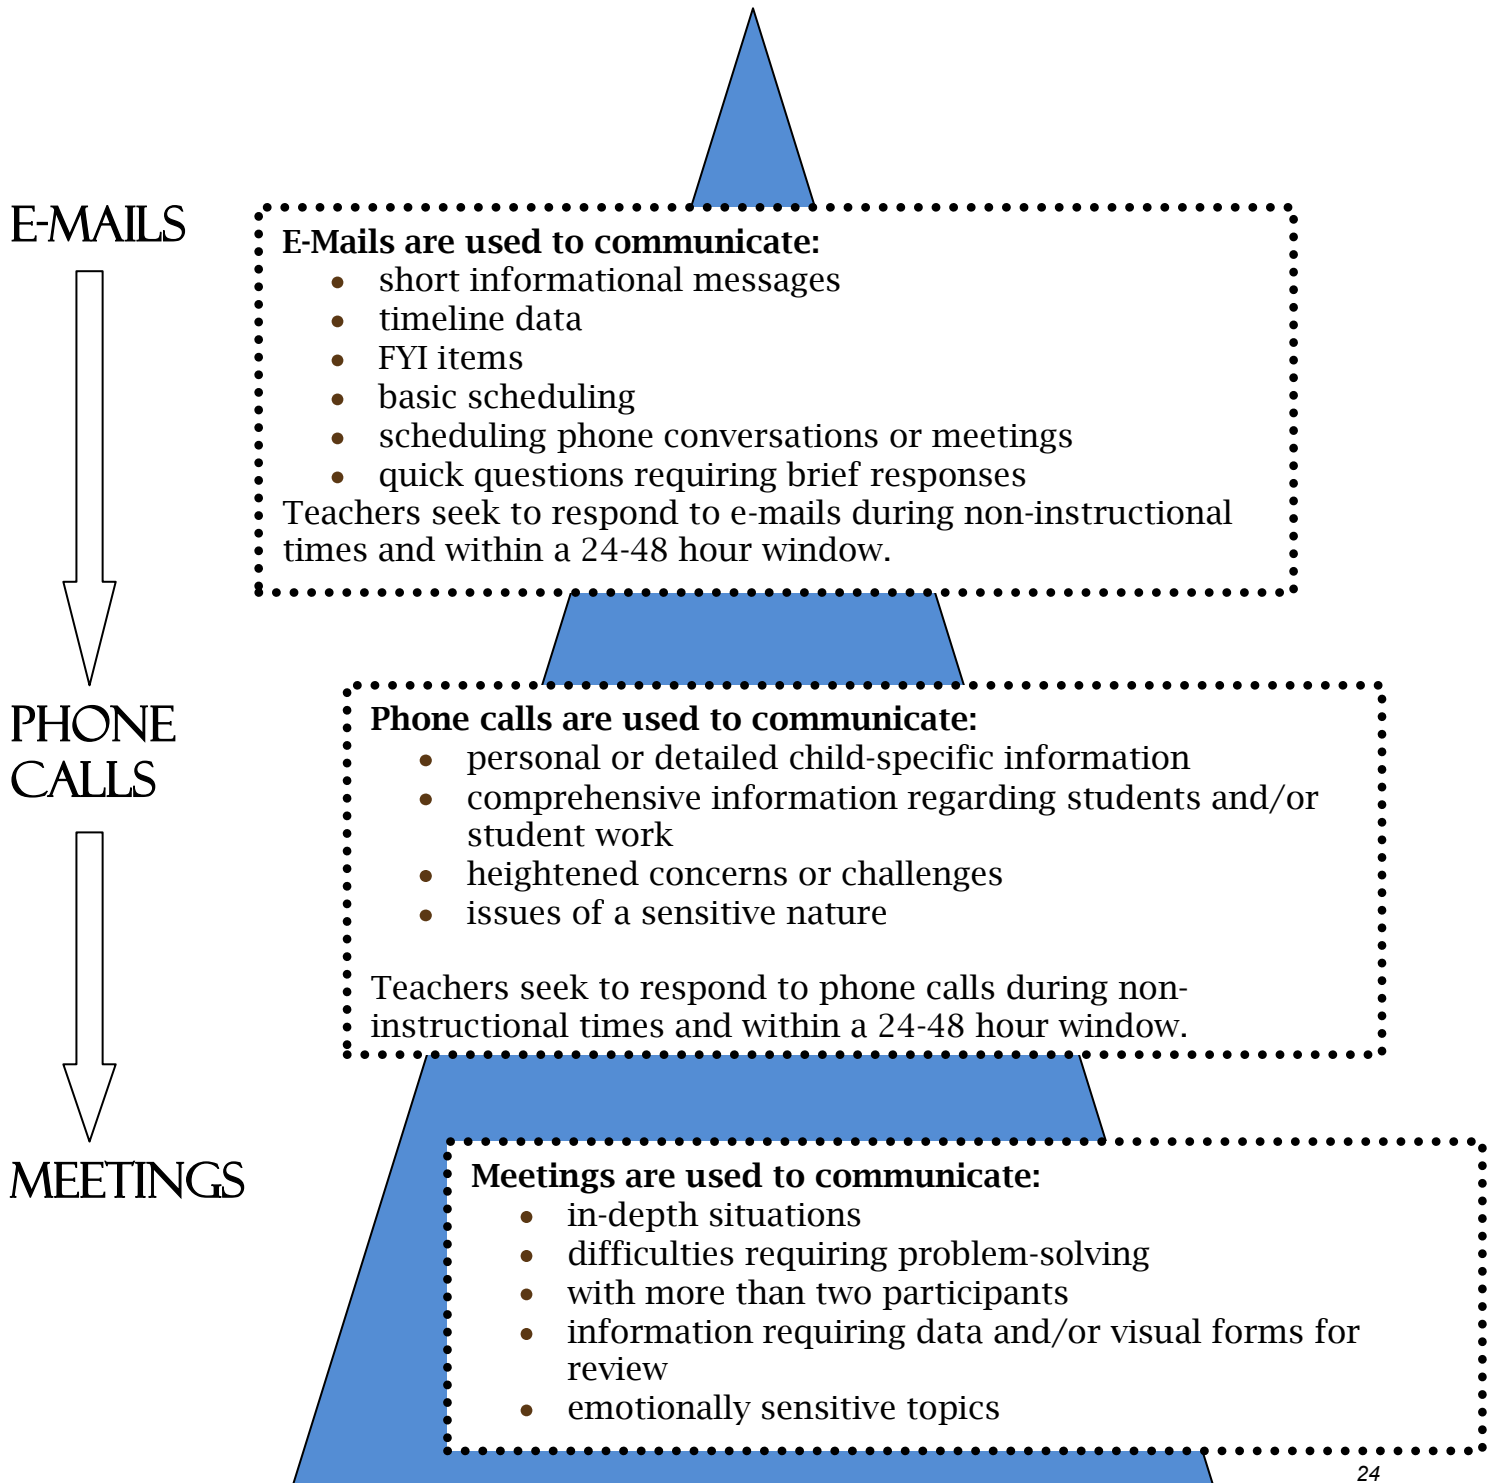 E-MAILS
E-Mails are used to communicate:
• short informational messages
• timeline data
• FYI items
• basic scheduling
• scheduling phone conversations or meetings
• quick questions requiring brief responses
Teachers seek to respond to e-mails during non-instructional
times and within a 24-48 hour window.
PHONE
CALLS
Phone calls are used to communicate:
• personal or detailed child-specific information
• comprehensive information regarding students and/or
student work
• heightened concerns or challenges
• issues of a sensitive nature
Teachers seek to respond to phone calls during non-
instructional times and within a 24-48 hour window.
MEETINGS
Meetings are used to communicate:
• in-depth situations
• difficulties requiring problem-solving
• with more than two participants
• information requiring data and/or visual forms for
review
• emotionally sensitive topics
24